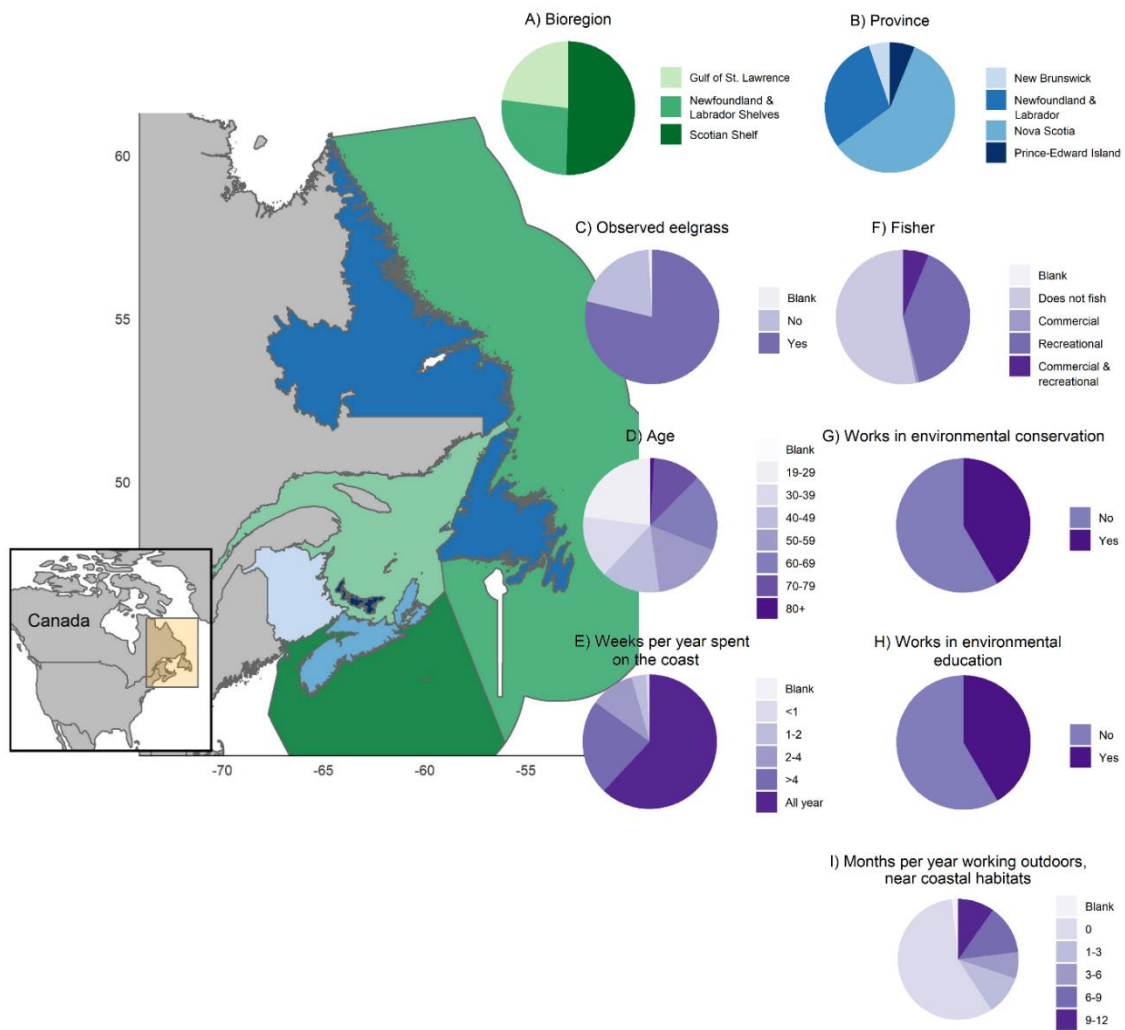 A) Bioregion
Gulf of St. Lawrence
Newfoundland &
Labrador Shelves
Scotian Shelf
B) Province
New Brunswick
Newfoundland &
Labrador
Nova Scotia
Prince-Edward Island
60
55
50
-70
-65
-60
-55
Canada
C) Observed eelgrass
Blank
No
Yes
F) Fisher
Blank
Does not fish
Commercial
Recreational
Commercial &
recreational
D) Age
Blank
19-29
30-39
40-49
50-59
60-69
70-79
80+
G) Works in environmental conservation
No
Yes
E) Weeks per year spent
on the coast
Blank
<1
1-2
2-4
>4
All year
H) Works in environmental
education
No
Yes
I) Months per year working outdoors,
near coastal habitats
Blank
0
1-3
3-6
6-9
9-12